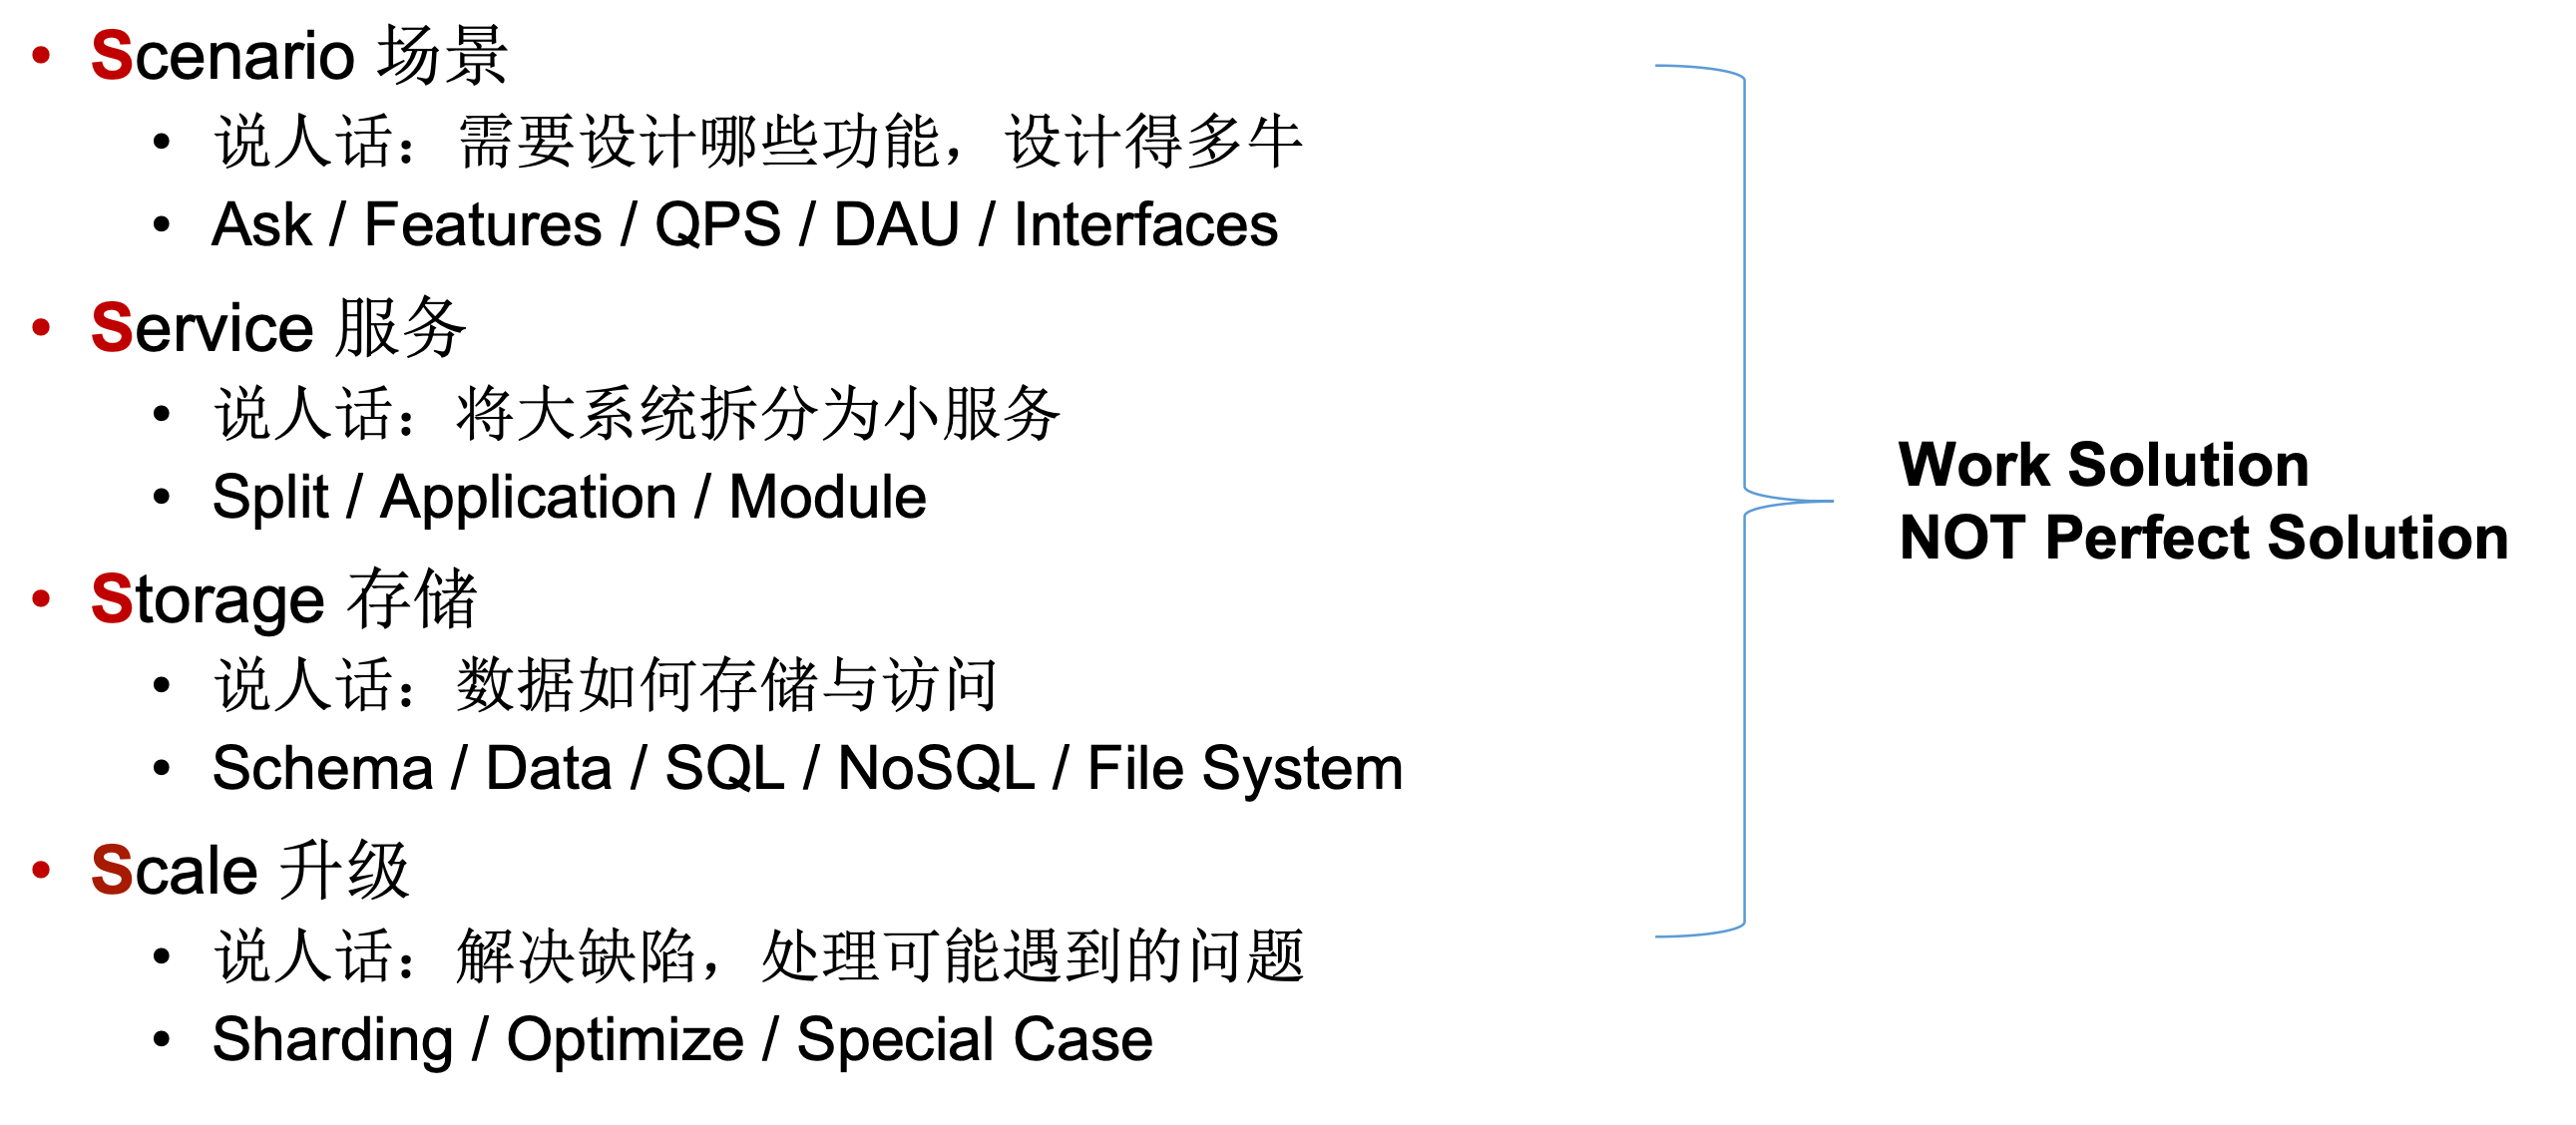 • Scenario 场景
• 说人话：需要设计哪些功能，设计得多牛
• Ask / Features / QPS / DAU / Interfaces
• Service 服务
• 说人话：将大系统拆分为小服务
• Split / Application / Module
• Storage 存储
• 说人话：数据如何存储与访问
• Schema / Data / SQL / NoSQL / File System
• Scale 升级
• 说人话：解决缺陷，处理可能遇到的问题
• Sharding / Optimize / Special Case
Work Solution
NOT Perfect Solution